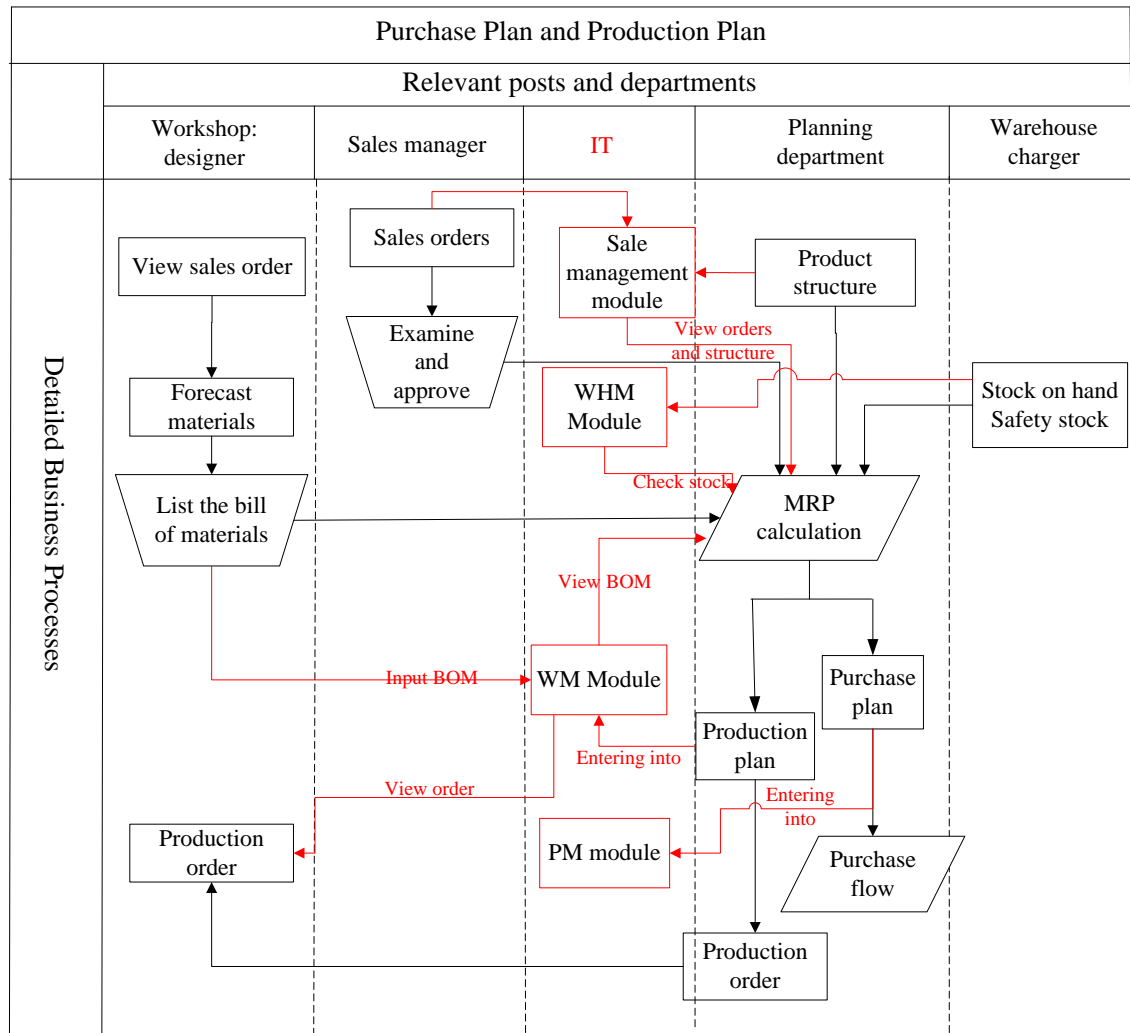 Purchase Plan and Production Plan
Relevant posts and departments
Workshop:
designer
Sales manager
IT
Planning
department
Warehouse
charger
Detailed Business Processes
Sales orders
View sales order
Sale
management
module
Product
structure
Examine
and
approve
View orders
and structure
Forecast
materials
WHM
Module
Stock on hand
Safety stock
Check stock
List the bill
of materials
MRP
calculation
View BOM
Input BOM
WM Module
Purchase
plan
Production
plan
Entering into
View order
Entering
into
Production
order
PM module
Purchase
flow
Production
order